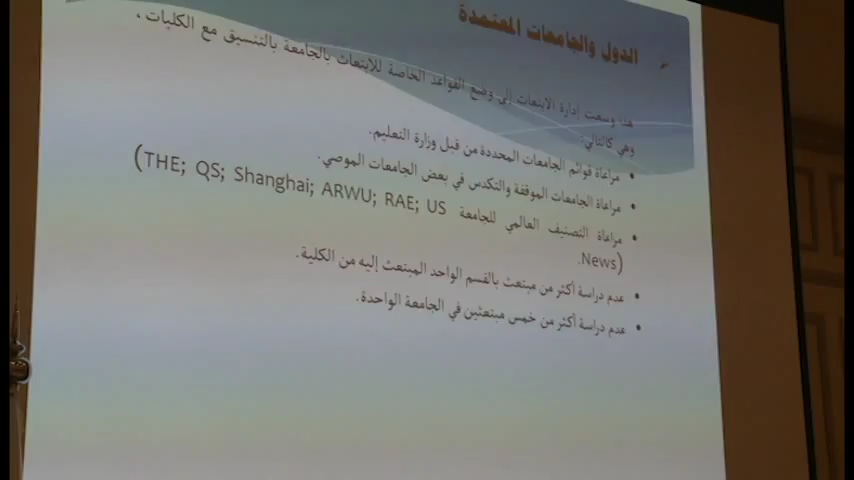 الدول والجامعات المعتمدة
هذا وسعت إدارة الابتعاث إلى وضع القواعد الخاصة للابتعاث بالجامعة بالتنسيق مع الكليات ،
وهي كالتالي:
• مراعاة قوائم الجامعات المحددة من قبل وزارة التعليم.
• مراعاة الجامعات الموقفة والتكدس في بعض الجامعات الموصي.
• مراعاة التصنيف العالمي للجامعة (THE; QS; Shanghai; ARWU; RAE; US
News).
• عدم دراسة أكثر من مبتعث بالقسم الواحد المبتعث إليه من الكلية.
• عدم دراسة أكثر من خمس مبتعثين في الجامعة الواحدة.